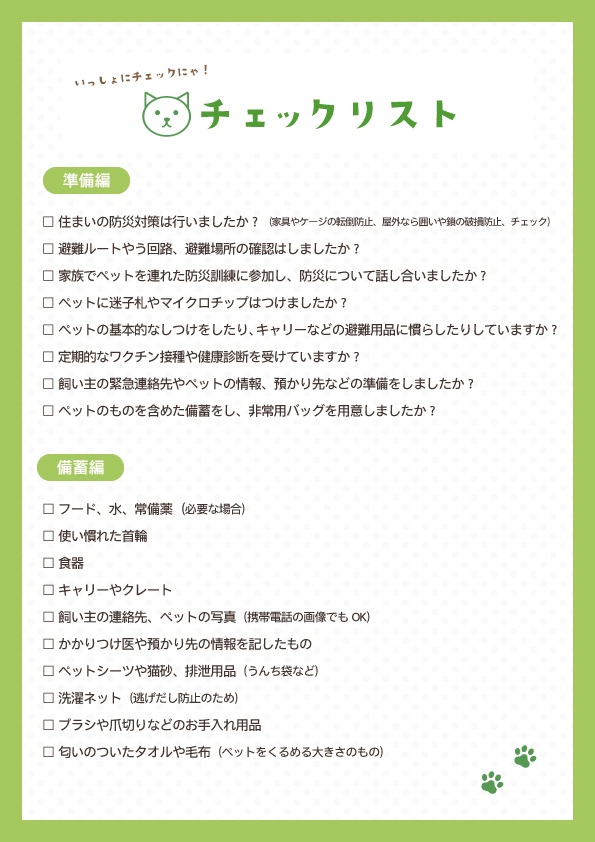 いっしょにチェックにゃ！
チェックリスト
準備編
□ 住まいの防災対策は行いましたか？（家具やケージの転倒防止、屋外なら囲いや鎖の破損防止、チェック）
□ 避難ルートやう回路、避難場所の確認はしましたか？
□ 家族でペットを連れた防災訓練に参加し、防災について話し合いましたか？
□ ペットに迷子札やマイクロチップはつけましたか？
□ ペットの基本的なしつけをしたり、キャリーなどの避難用品に慣らしたりしていますか？
□ 定期的なワクチン接種や健康診断を受けていますか？
□ 飼い主の緊急連絡先やペットの情報、預かり先などの準備をしましたか？
□ ペットのものを含めた備蓄をし、非常用バッグを用意しましたか？
備蓄編
□ フード、水、常備薬（必要な場合）
□ 使い慣れた首輪
□ 食器
□ キャリーやクレート
□ 飼い主の連絡先、ペットの写真（携帯電話の画像でも OK）
□ かかりつけ医や預かり先の情報を記したもの
□ ペットシーツや猫砂、排泄用品（うんち袋など）
□ 洗濯ネット（逃げだし防止のため）
□ ブラシや爪切りなどのお手入れ用品
□ 匂いのついたタオルや毛布（ペットをくるめる大きさのもの）